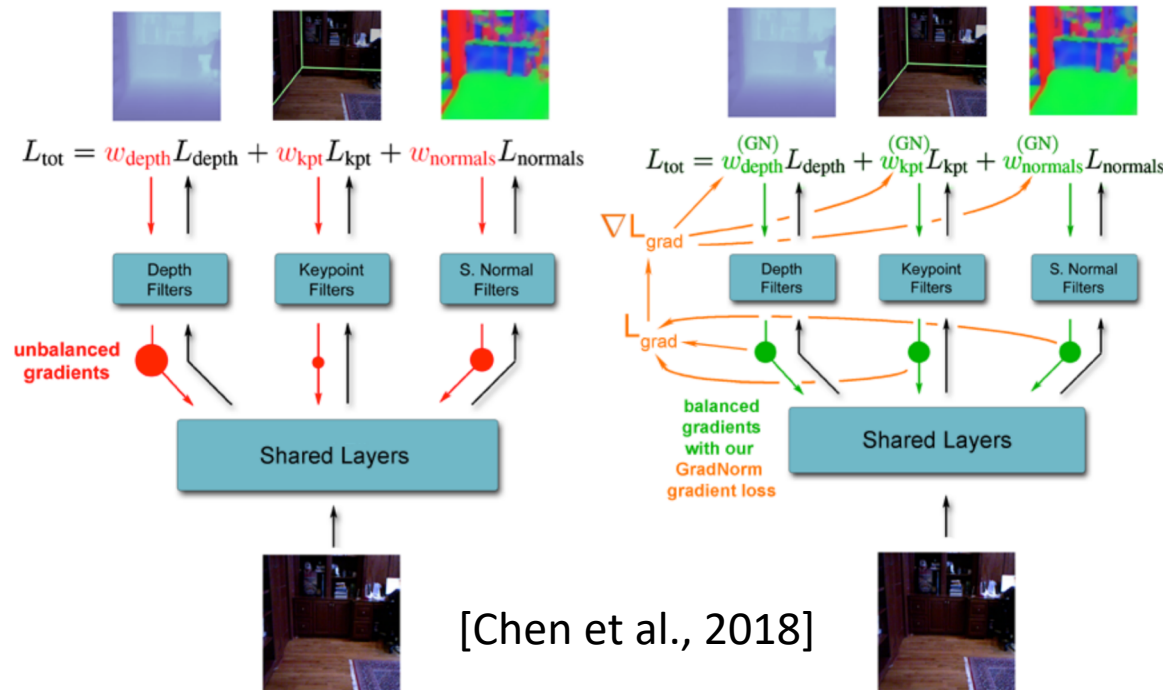 L_tot = w_depth L_depth + w_kpt L_kpt + w_normals L_normals
Depth
Filters
Keypoint
Filters
S. Normal
Filters
unbalanced
gradients
Shared Layers
(GN) (GN) (GN)
L_tot = w_depth L_depth + w_kpt L_kpt + w_normals L_normals
∇L_grad
Depth
Filters
Keypoint
Filters
S. Normal
Filters
L_grad
balanced
gradients
with our
GradNorm
gradient loss
Shared Layers
[Chen et al., 2018]